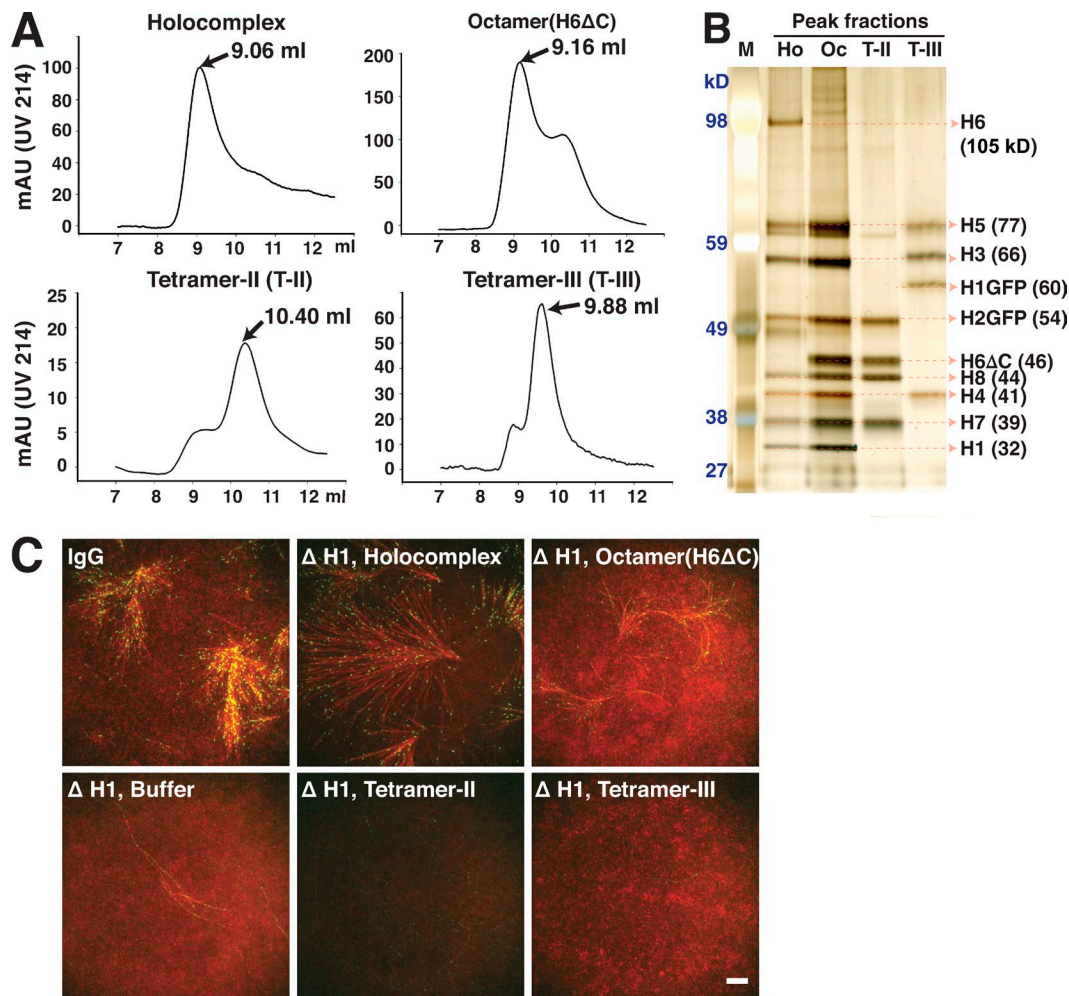 A
Holocomplex
9.06 ml
mAU (UV 214)
100
80
60
40
20
0
7 8 9 10 11 12 ml
Octamer(H6ΔC)
9.16 ml
200
150
100
50
0
7 8 9 10 11 12 ml
Tetramer-II (T-II)
10.40 ml
mAU (UV 214)
25
20
15
10
5
0
7 8 9 10 11 12 ml
Tetramer-III (T-III)
9.88 ml
60
50
40
30
20
10
0
7 8 9 10 11 12 ml
B
Peak fractions
M Ho Oc T-II T-III
kD
98
59
49
38
27
H6
(105 kD)
H5 (77)
H3 (66)
H1GFP (60)
H2GFP (54)
H6ΔC (46)
H8 (44)
H4 (41)
H7 (39)
H1 (32)
C
IgG
Δ H1, Holocomplex
Δ H1, Octamer(H6ΔC)
Δ H1, Buffer
Δ H1, Tetramer-II
Δ H1, Tetramer-III